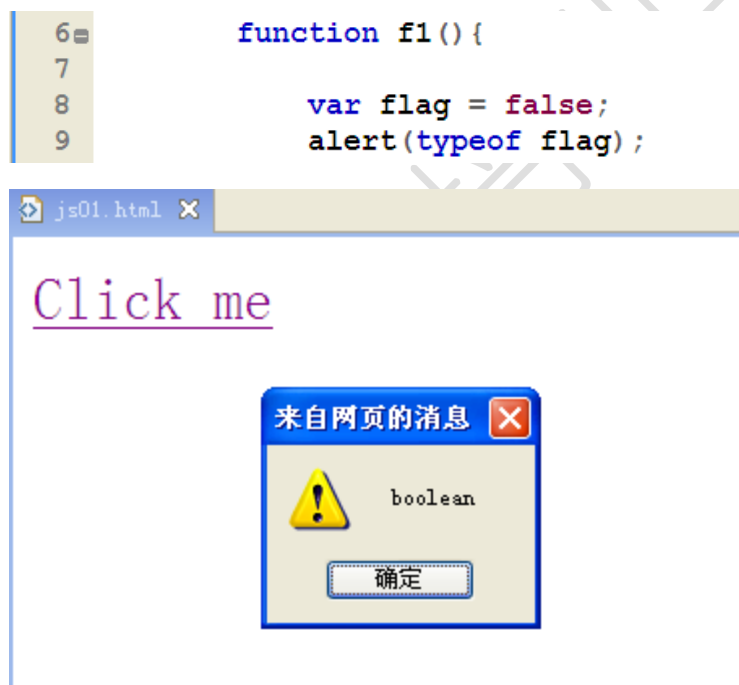 6 function f1(){
7
8 var flag = false;
9 alert(typeof flag);
js01.html
Click me
来自网页的消息
boolean
确定